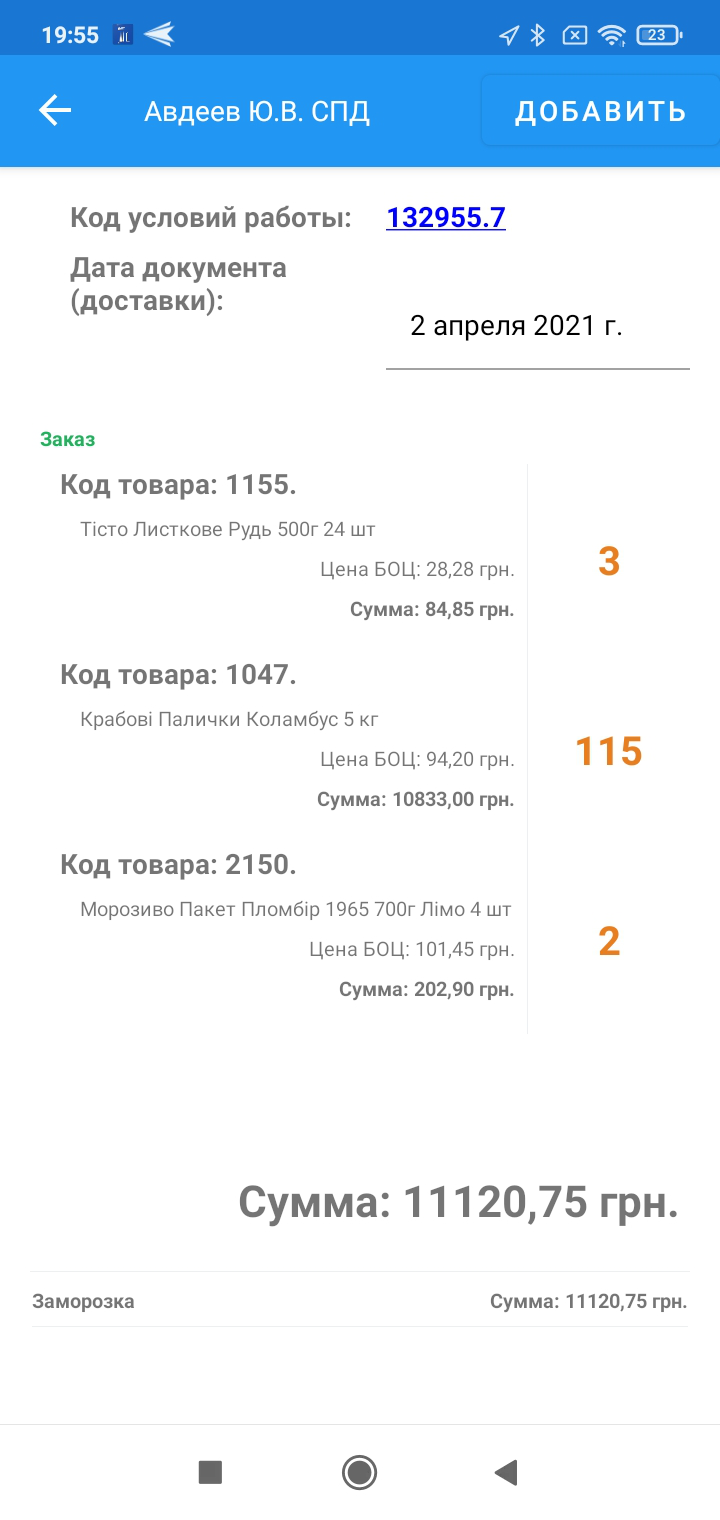 19:55
23
Авдеев Ю.В. СПД
ДОБАВИТЬ
Код условий работы: 132955.7
Дата документа
(доставки):
2 апреля 2021 г.
Заказ
Код товара: 1155.
Тісто Листкове Рудь 500г 24 шт
3
Цена БОЦ: 28,28 грн.
Сумма: 84,85 грн.
Код товара: 1047.
Крабові Палички Коламбус 5 кг
115
Цена БОЦ: 94,20 грн.
Сумма: 10833,00 грн.
Код товара: 2150.
Морозиво Пакет Пломбір 1965 700г Лімо 4 шт
2
Цена БОЦ: 101,45 грн.
Сумма: 202,90 грн.
Сумма: 11120,75 грн.
Заморозка
Сумма: 11120,75 грн.